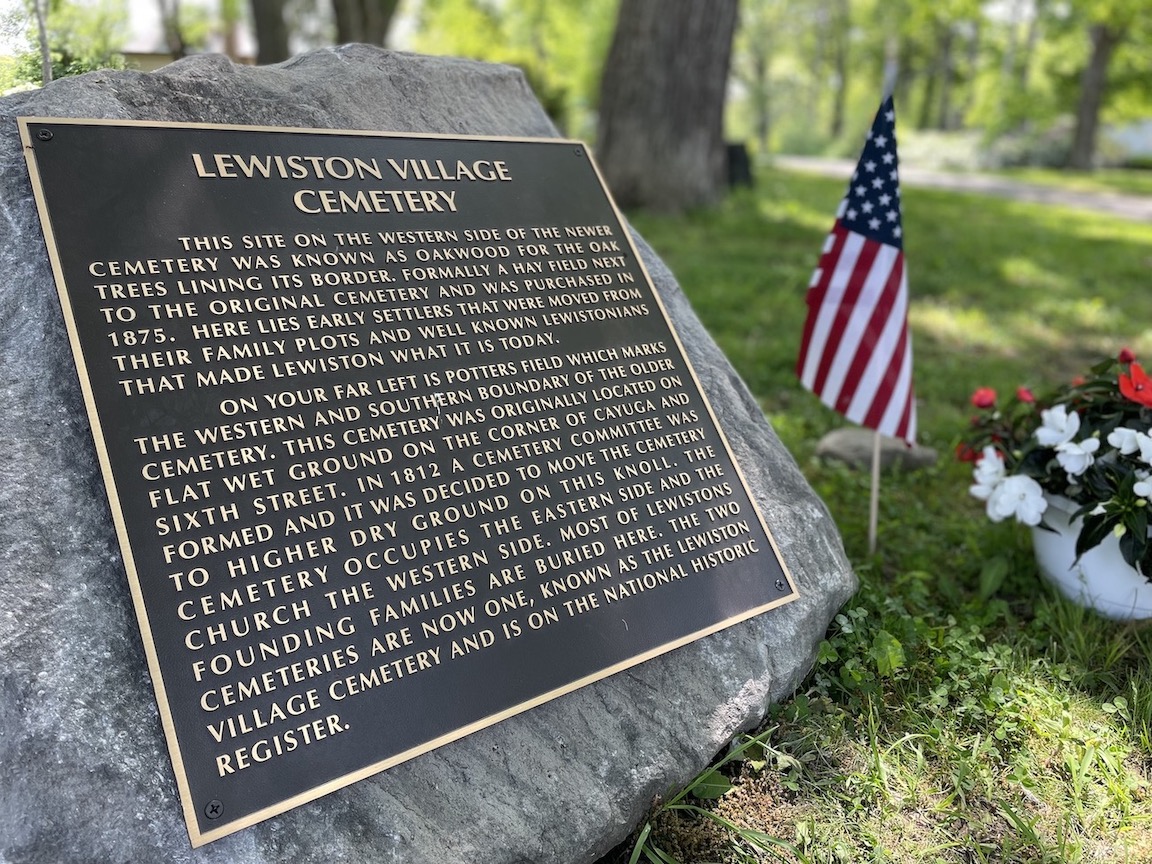 LEWISTON VILLAGE
CEMETERY
THIS SITE ON THE WESTERN SIDE OF THE NEWER
CEMETERY WAS KNOWN AS OAKWOOD FOR THE OAK
TREES LINING ITS BORDER. FORMALLY A HAY FIELD NEXT
TO THE ORIGINAL CEMETERY AND WAS PURCHASED IN
1875. HERE LIES EARLY SETTLERS THAT WERE MOVED FROM
THEIR FAMILY PLOTS AND WELL KNOWN LEWISTONIANS
THAT MADE LEWISTON WHAT IT IS TODAY.
ON YOUR FAR LEFT IS POTTERS FIELD WHICH MARKS
THE WESTERN AND SOUTHERN BOUNDARY OF THE OLDER
CEMETERY. THIS CEMETERY WAS ORIGINALLY LOCATED ON
FLAT WET GROUND ON THE CORNER OF CAYUGA AND
SIXTH STREET. IN 1812 A CEMETERY COMMITTEE WAS
FORMED AND IT WAS DECIDED TO MOVE THE CEMETERY
TO HIGHER DRY GROUND ON THIS KNOLL. THE
CEMETERY OCCUPIES THE EASTERN SIDE AND THE
CHURCH THE WESTERN SIDE. MOST OF LEWISTONS
FOUNDING FAMILIES ARE BURIED HERE. THE TWO
CEMETERIES ARE NOW ONE, KNOWN AS THE LEWISTON
VILLAGE CEMETERY AND IS ON THE NATIONAL HISTORIC
REGISTER.